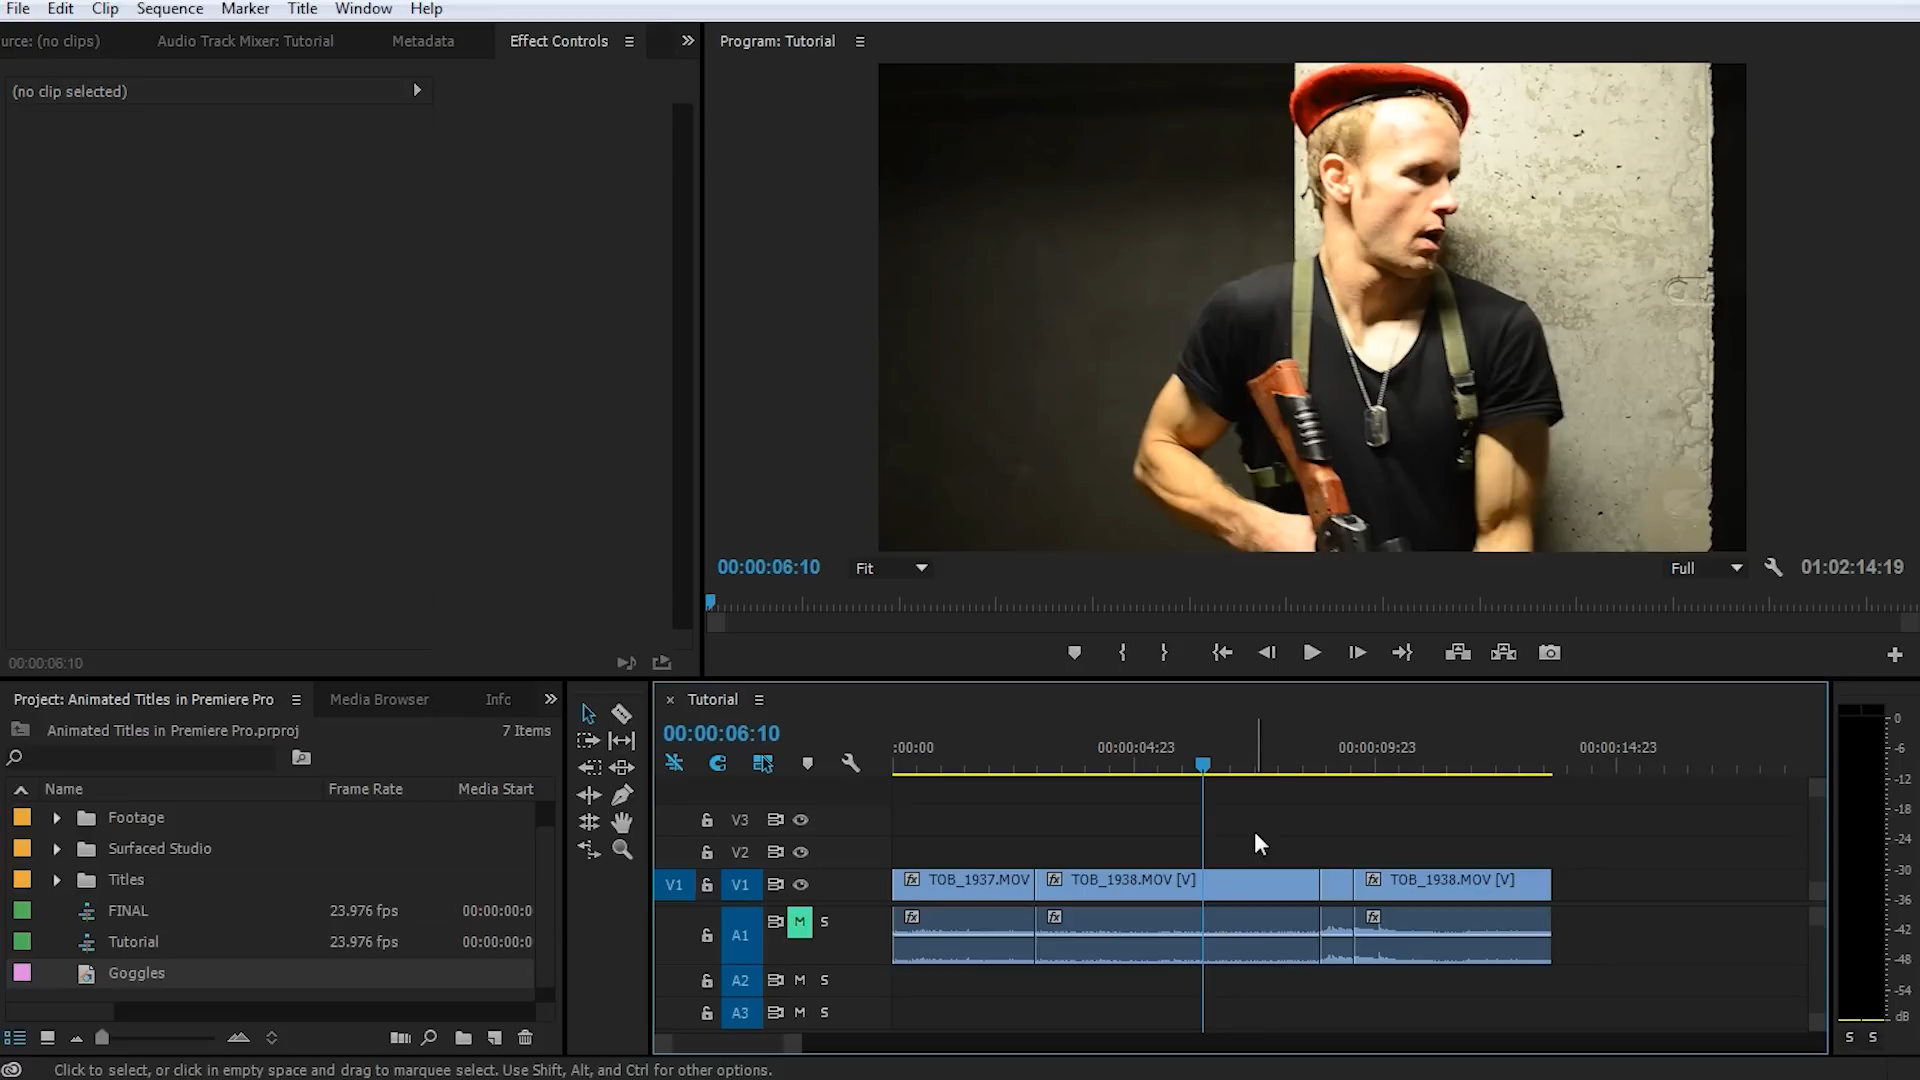 File Edit Clip Sequence Marker Title Window Help
urce: (no clips) Audio Track Mixer: Tutorial Metadata Effect Controls
Program: Tutorial
(no clip selected)
00:00:06:10 Fit Full 01:02:14:19
00:00:06:10
Project: Animated Titles in Premiere Pro Media Browser Info
Animated Titles in Premiere Pro.prproj 7 Items
Name Frame Rate Media Start
Footage
Surfaced Studio
Titles
FINAL 23.976 fps 00:00:00:0
Tutorial 23.976 fps 00:00:00:0
Goggles
Tutorial
00:00:06:10
:00:00 00:00:04:23 00:00:09:23 00:00:14:23
V3
V2
V1 V1 fx TOB_1937.MOV fx TOB_1938.MOV [V] fx TOB_1938.MOV [V]
A1 M S fx fx fx
A2 M S
A3 M S
0
-6
-12
-18
-24
-30
-36
-42
-48
-54
dB
S S
Click to select, or click in empty space and drag to marquee select. Use Shift, Alt, and Ctrl for other options.